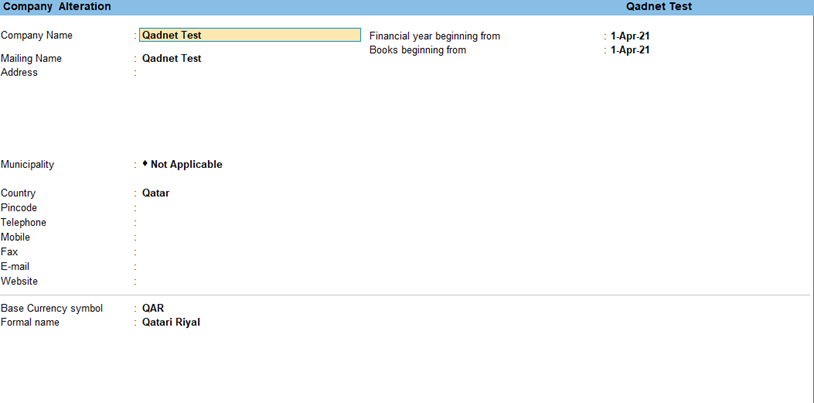 Company Alteration Qadnet Test
Company Name : Qadnet Test Financial year beginning from : 1-Apr-21
Books beginning from : 1-Apr-21
Mailing Name : Qadnet Test
Address :
Municipality : ♦ Not Applicable
Country : Qatar
Pincode :
Telephone :
Mobile :
Fax :
E-mail :
Website :
Base Currency symbol : QAR
Formal name : Qatari Riyal